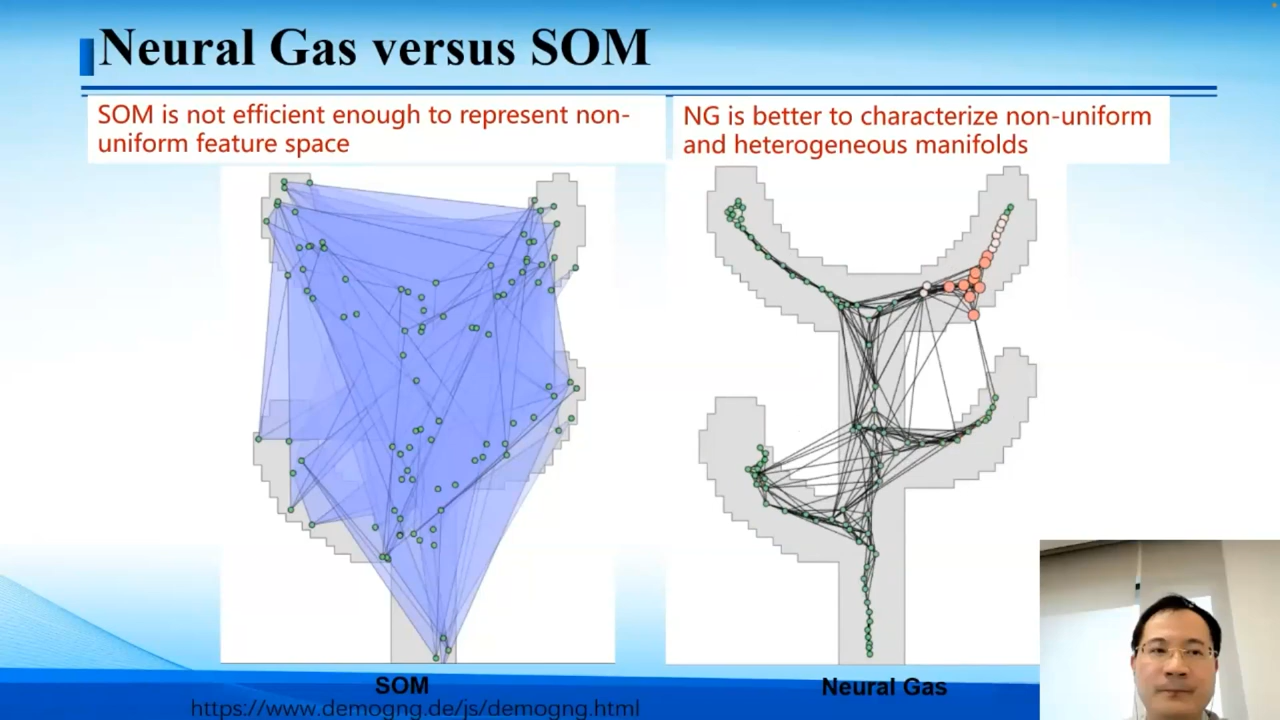 Neural Gas versus SOM
SOM is not efficient enough to represent non-
uniform feature space
NG is better to characterize non-uniform
and heterogeneous manifolds
SOM
Neural Gas
https://www.demogng.de/js/demogng.html